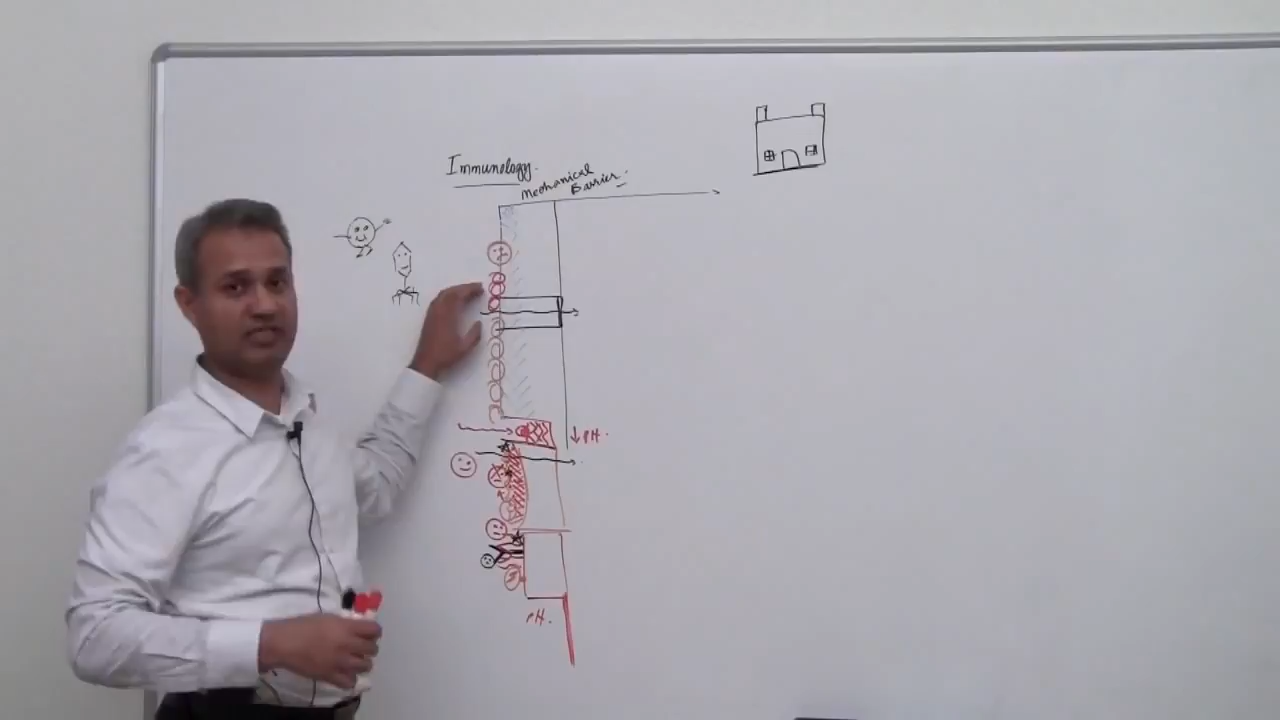 Immunology.
Mechanical
Barrier.
↓ PH.
PH.